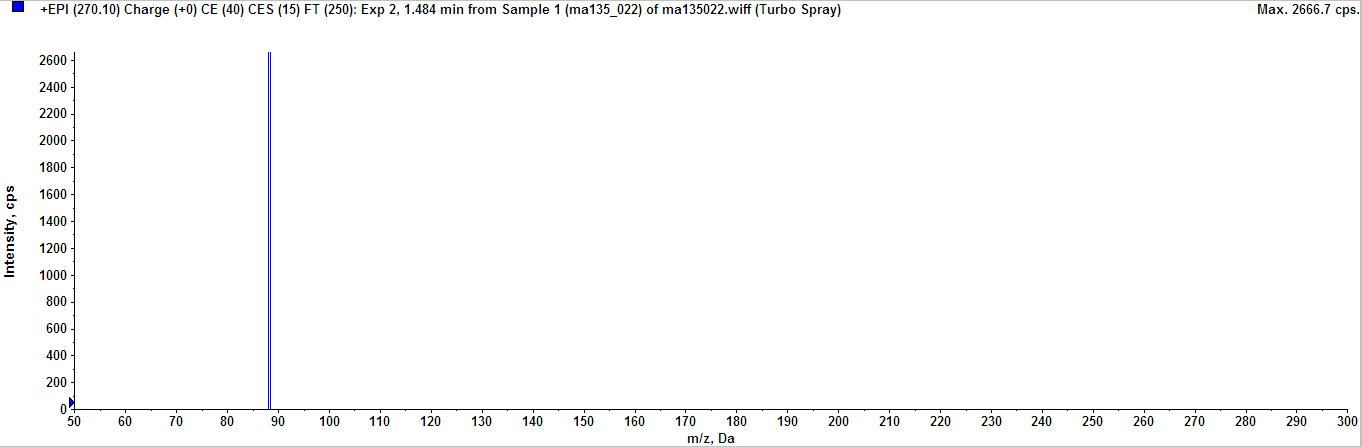 +EPI (270.10) Charge (+0) CE (40) CES (15) FT (250): Exp 2, 1.484 min from Sample 1 (ma135_022) of ma135022.wiff (Turbo Spray)
Max. 2666.7 cps.
Intensity, cps
2600
2400
2200
2000
1800
1600
1400
1200
1000
800
600
400
200
0
50 60 70 80 90 100 110 120 130 140 150 160 170 180 190 200 210 220 230 240 250 260 270 280 290 300
m/z, Da